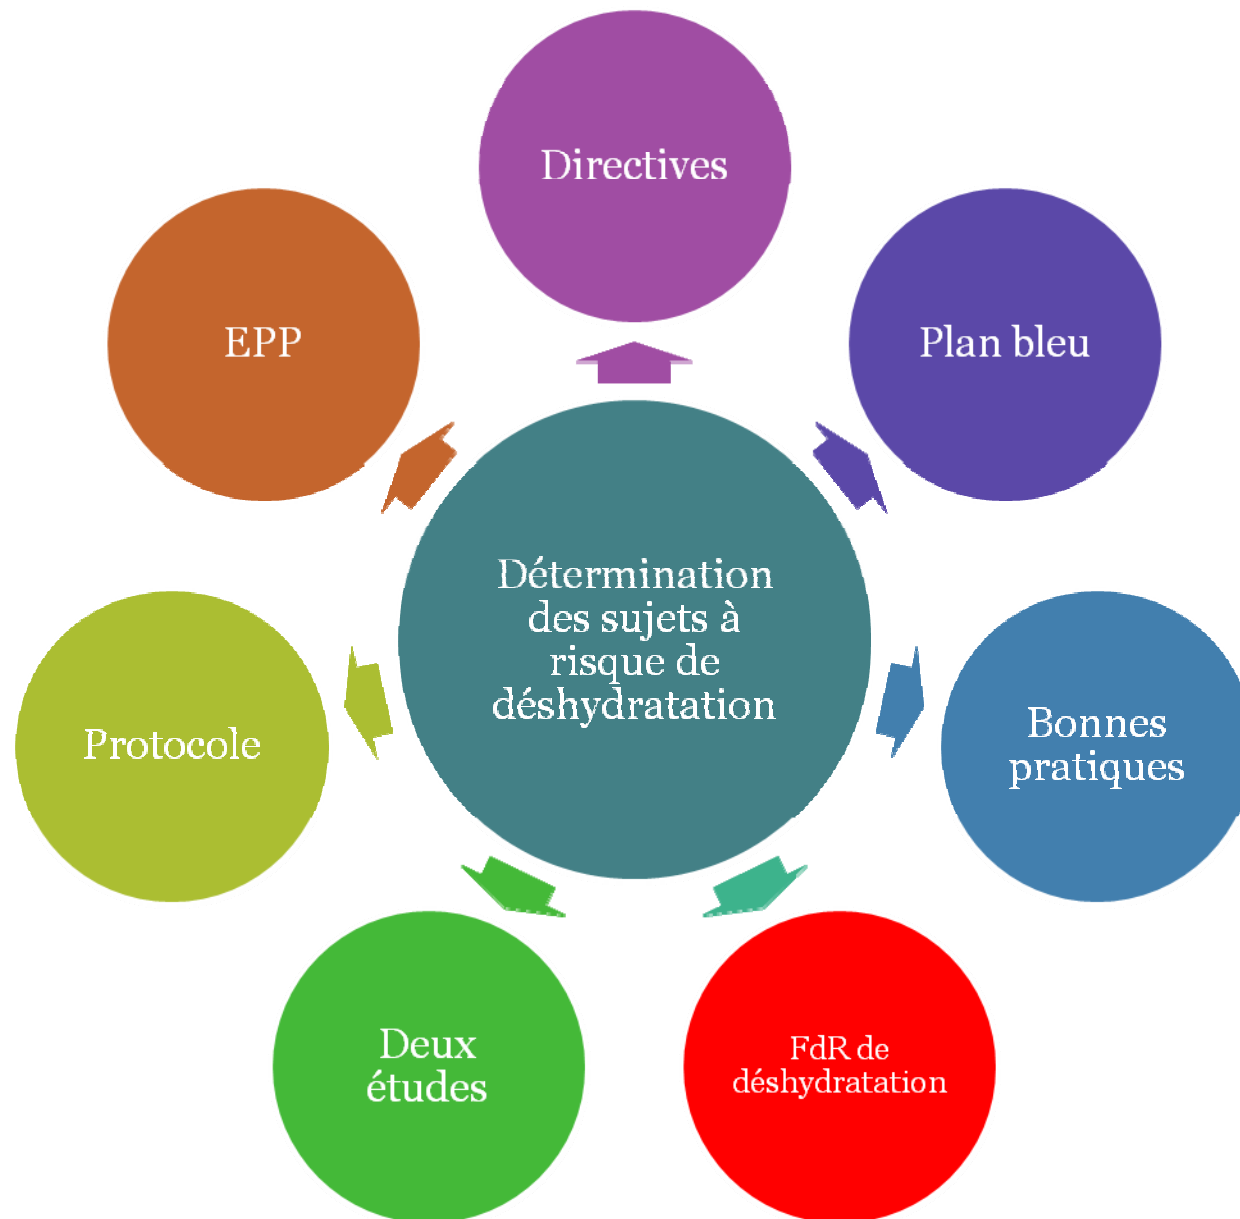 Directives
EPP
Plan bleu
Détermination
des sujets à
risque de
déshydratation
Protocole
Bonnes
pratiques
Deux
études
FdR de
déshydratation